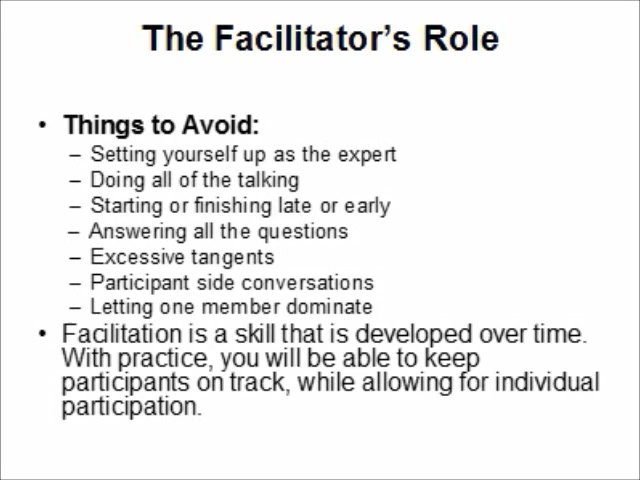 The Facilitator's Role
• Things to Avoid:
– Setting yourself up as the expert
– Doing all of the talking
– Starting or finishing late or early
– Answering all the questions
– Excessive tangents
– Participant side conversations
– Letting one member dominate
• Facilitation is a skill that is developed over time.
With practice, you will be able to keep
participants on track, while allowing for individual
participation.